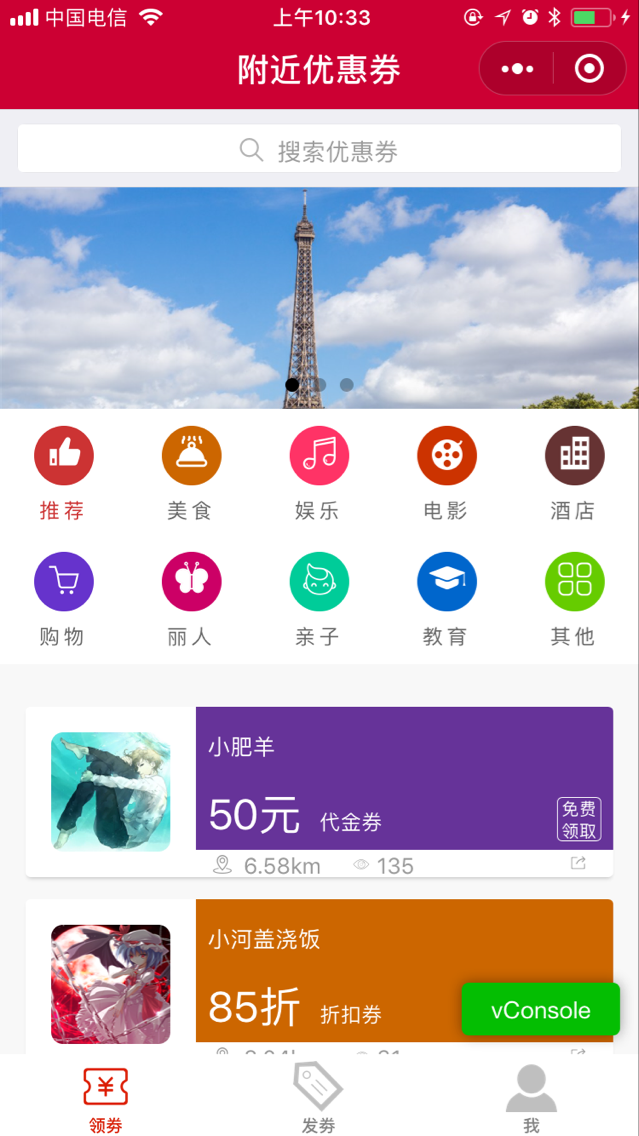 中国电信
上午10:33
附近优惠券
搜索优惠券
推荐 美食 娱乐 电影 酒店
购物 丽人 亲子 教育 其他
小肥羊
50元 代金券
免费
领取
6.58km 135
小河盖浇饭
85折 折扣券
vConsole
领券 发券 我